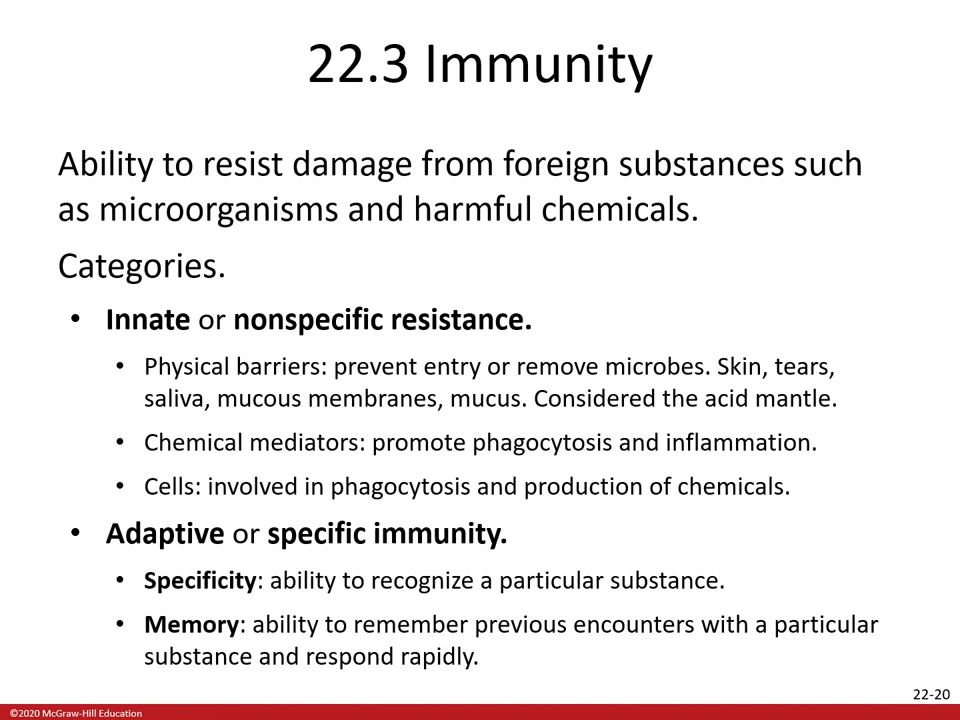 22.3 Immunity
Ability to resist damage from foreign substances such
as microorganisms and harmful chemicals.
Categories.
• Innate or nonspecific resistance.
• Physical barriers: prevent entry or remove microbes. Skin, tears,
saliva, mucous membranes, mucus. Considered the acid mantle.
• Chemical mediators: promote phagocytosis and inflammation.
• Cells: involved in phagocytosis and production of chemicals.
• Adaptive or specific immunity.
• Specificity: ability to recognize a particular substance.
• Memory: ability to remember previous encounters with a particular
substance and respond rapidly.
22-20
©2020 McGraw-Hill Education